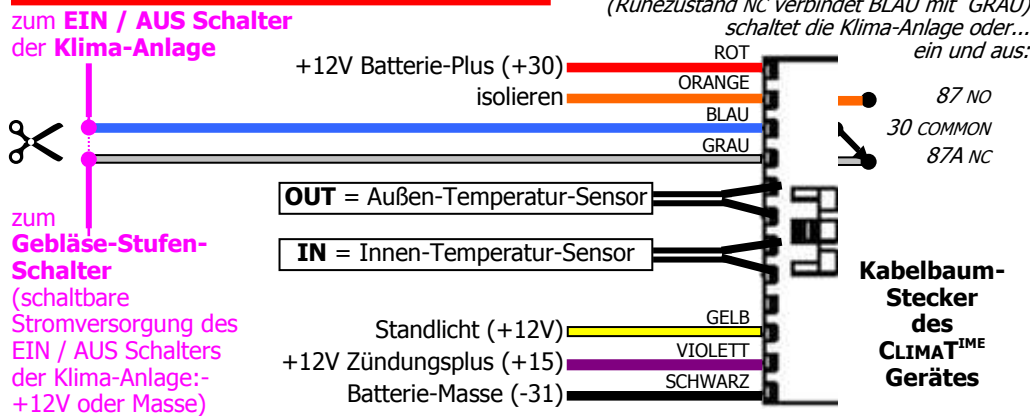 (Ruhezustand NC verbindet BLAU mit GRAU)
schaltet die Klima-Anlage oder...
ein und aus:
zum EIN / AUS Schalter
der Klima-Anlage
+12V Batterie-Plus (+30)
ROT
isolieren
ORANGE
87 NO
BLAU
30 COMMON
GRAU
87A NC
OUT = Außen-Temperatur-Sensor
IN = Innen-Temperatur-Sensor
zum
Gebläse-Stufen-
Schalter
(schaltbare
Stromversorgung des
EIN / AUS Schalters
der Klima-Anlage:-
+12V oder Masse)
Standlicht (+12V)
GELB
+12V Zündungsplus (+15)
VIOLETT
Batterie-Masse (-31)
SCHWARZ
Kabelbaum-
Stecker
des
CLIMATIME
Gerätes